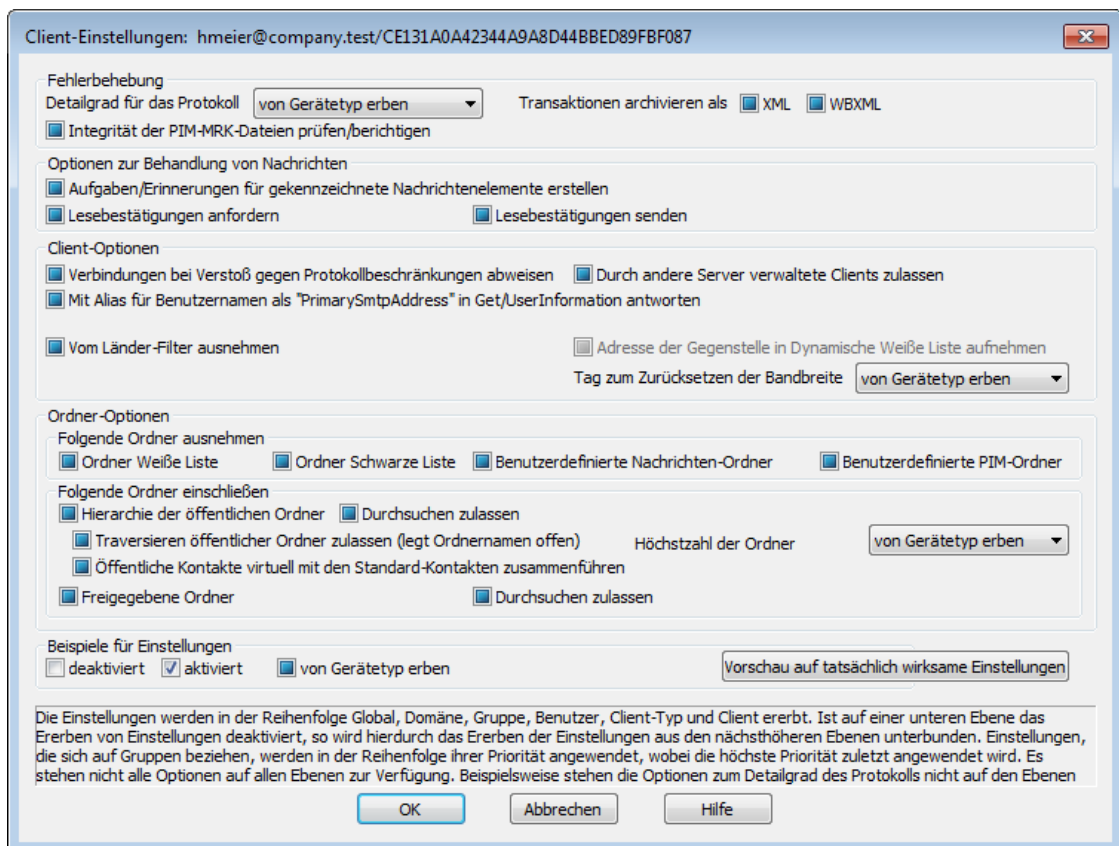 Client-Einstellungen: hmeier@company.test/CE131A0A42344A9A8D44BBED89FBF087
Fehlerbehebung
Detailgrad für das Protokoll von Gerätetyp erben Transaktionen archivieren als XML WBXML
Integrität der PIM-MRK-Dateien prüfen/berichtigen
Optionen zur Behandlung von Nachrichten
Aufgaben/Erinnerungen für gekennzeichnete Nachrichtenelemente erstellen
Lesebestätigungen anfordern Lesebestätigungen senden
Client-Optionen
Verbindungen bei Verstoß gegen Protokollbeschränkungen abweisen Durch andere Server verwaltete Clients zulassen
Mit Alias für Benutzernamen als "PrimarySmtpAddress" in Get/UserInformation antworten
Vom Länder-Filter ausnehmen Adresse der Gegenstelle in Dynamische Weiße Liste aufnehmen
Tag zum Zurücksetzen der Bandbreite von Gerätetyp erben
Ordner-Optionen
Folgende Ordner ausnehmen
Ordner Weiße Liste Ordner Schwarze Liste Benutzerdefinierte Nachrichten-Ordner Benutzerdefinierte PIM-Ordner
Folgende Ordner einschließen
Hierarchie der öffentlichen Ordner Durchsuchen zulassen
Traversieren öffentlicher Ordner zulassen (legt Ordnernamen offen) Höchstzahl der Ordner von Gerätetyp erben
Öffentliche Kontakte virtuell mit den Standard-Kontakten zusammenführen
Freigegebene Ordner Durchsuchen zulassen
Beispiele für Einstellungen
deaktiviert aktiviert von Gerätetyp erben Vorschau auf tatsächlich wirksame Einstellungen
Die Einstellungen werden in der Reihenfolge Global, Domäne, Gruppe, Benutzer, Client-Typ und Client ererbt. Ist auf einer unteren Ebene das
Ererben von Einstellungen deaktiviert, so wird hierdurch das Ererben der Einstellungen aus den nächsthöheren Ebenen unterbunden. Einstellungen,
die sich auf Gruppen beziehen, werden in der Reihenfolge ihrer Priorität angewendet, wobei die höchste Priorität zuletzt angewendet wird. Es
stehen nicht alle Optionen auf allen Ebenen zur Verfügung. Beispielsweise stehen die Optionen zum Detailgrad des Protokolls nicht auf den Ebenen
OK Abbrechen Hilfe